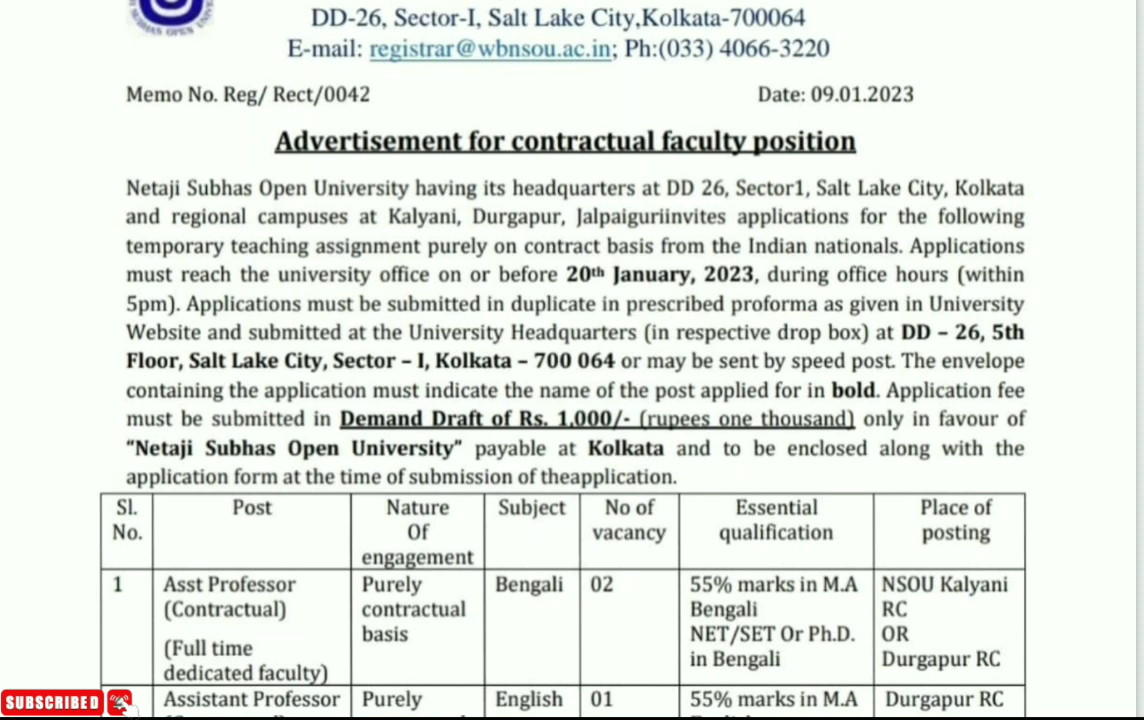 SUBHAS OPEN UNIV
DD-26, Sector-I, Salt Lake City,Kolkata-700064
E-mail: registrar@wbnsou.ac.in; Ph:(033) 4066-3220
Memo No. Reg/ Rect/0042 Date: 09.01.2023
Advertisement for contractual faculty position
Netaji Subhas Open University having its headquarters at DD 26, Sector1, Salt Lake City, Kolkata
and regional campuses at Kalyani, Durgapur, Jalpaiguriinvites applications for the following
temporary teaching assignment purely on contract basis from the Indian nationals. Applications
must reach the university office on or before 20th January, 2023, during office hours (within
5pm). Applications must be submitted in duplicate in prescribed proforma as given in University
Website and submitted at the University Headquarters (in respective drop box) at DD – 26, 5th
Floor, Salt Lake City, Sector – I, Kolkata – 700 064 or may be sent by speed post. The envelope
containing the application must indicate the name of the post applied for in bold. Application fee
must be submitted in Demand Draft of Rs. 1,000/- (rupees one thousand) only in favour of
“Netaji Subhas Open University” payable at Kolkata and to be enclosed along with the
application form at the time of submission of theapplication.
Sl. Post Nature Subject No of Essential Place of
No. Of vacancy qualification posting
engagement
1 Asst Professor Purely Bengali 02 55% marks in M.A NSOU Kalyani
(Contractual) contractual Bengali RC
basis NET/SET Or Ph.D. OR
(Full time in Bengali Durgapur RC
dedicated faculty)
Assistant Professor Purely English 01 55% marks in M.A Durgapur RC
SUBSCRIBED